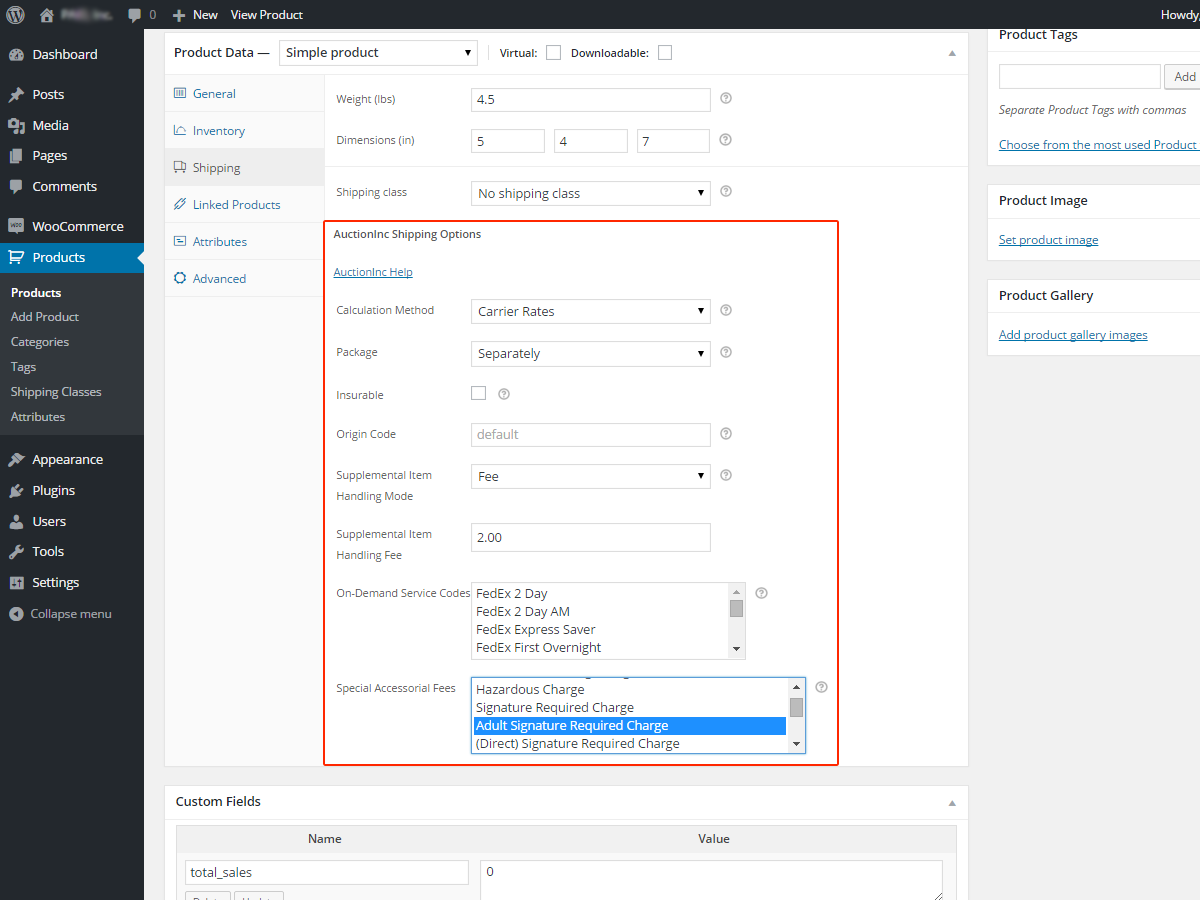 0 New View Product Howdy,
Dashboard
Posts
Media
Pages
Comments
WooCommerce
Products
Products
Add Product
Categories
Tags
Shipping Classes
Attributes
Appearance
Plugins
Users
Tools
Settings
Collapse menu
Product Data — Simple product Virtual: Downloadable:
General
Inventory
Shipping
Linked Products
Attributes
Advanced
Weight (lbs) 4.5
Dimensions (in) 5 4 7
Shipping class No shipping class
AuctionInc Shipping Options
AuctionInc Help
Calculation Method Carrier Rates
Package Separately
Insurable
Origin Code default
Supplemental Item
Handling Mode
Fee
Supplemental Item
Handling Fee
2.00
On-Demand Service Codes
FedEx 2 Day
FedEx 2 Day AM
FedEx Express Saver
FedEx First Overnight
Special Accessorial Fees
Hazardous Charge
Signature Required Charge
Adult Signature Required Charge
(Direct) Signature Required Charge
Custom Fields
Name Value
total_sales 0
Product Tags
Add
Separate Product Tags with commas
Choose from the most used Product
Product Image
Set product image
Product Gallery
Add product gallery images